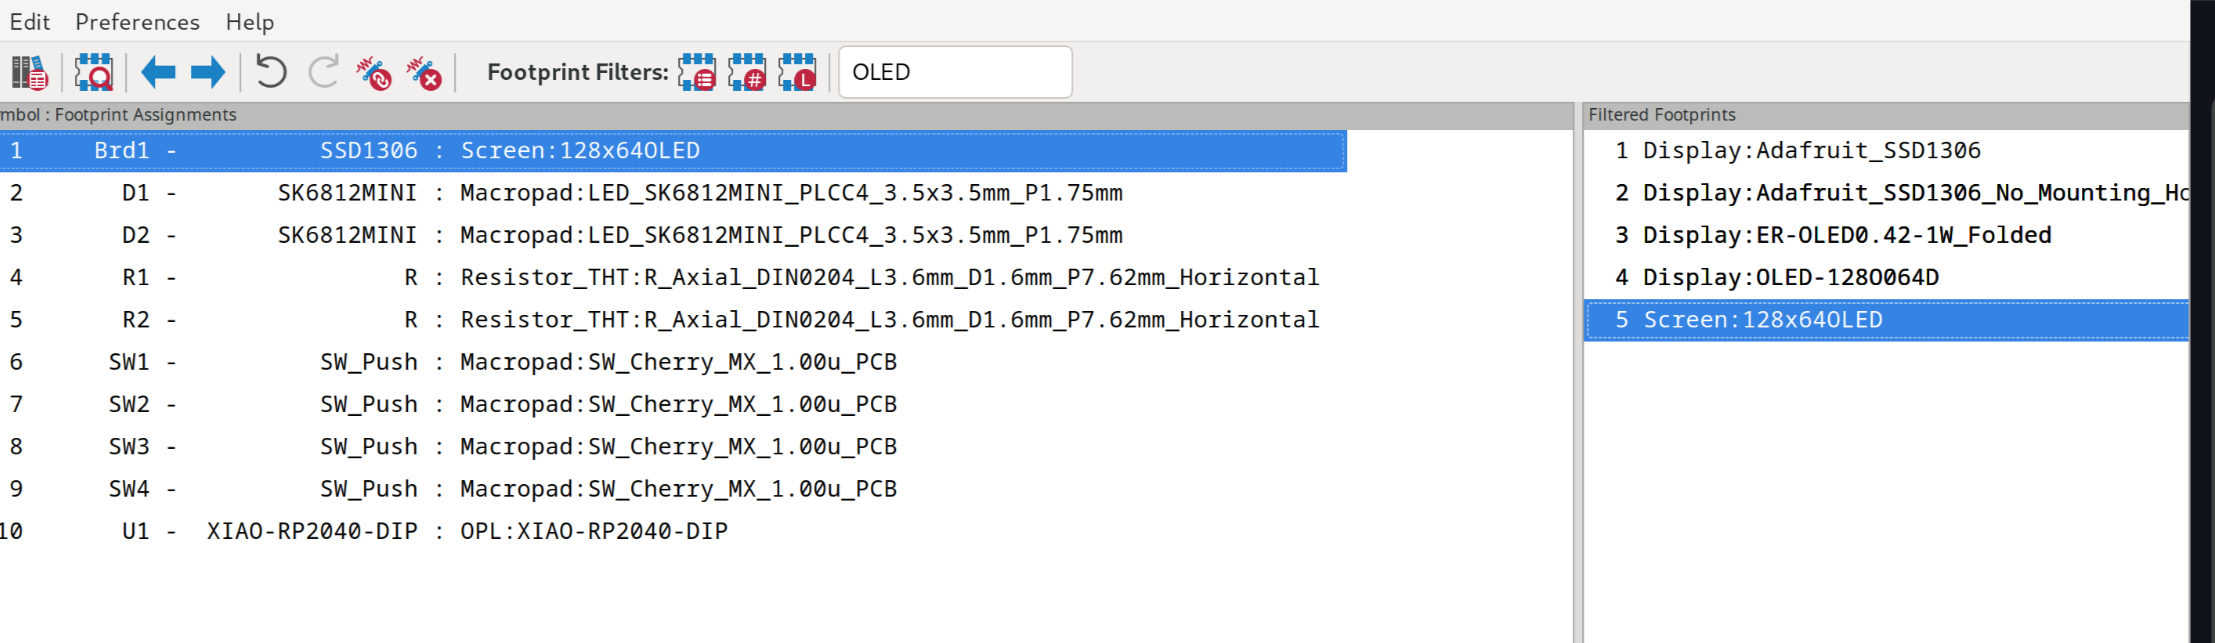 Edit Preferences Help
Footprint Filters: # L OLED
mbol : Footprint Assignments
1 Brd1 - SSD1306 : Screen:128x64OLED
2 D1 - SK6812MINI : Macropad:LED_SK6812MINI_PLCC4_3.5x3.5mm_P1.75mm
3 D2 - SK6812MINI : Macropad:LED_SK6812MINI_PLCC4_3.5x3.5mm_P1.75mm
4 R1 - R : Resistor_THT:R_Axial_DIN0204_L3.6mm_D1.6mm_P7.62mm_Horizontal
5 R2 - R : Resistor_THT:R_Axial_DIN0204_L3.6mm_D1.6mm_P7.62mm_Horizontal
6 SW1 - SW_Push : Macropad:SW_Cherry_MX_1.00u_PCB
7 SW2 - SW_Push : Macropad:SW_Cherry_MX_1.00u_PCB
8 SW3 - SW_Push : Macropad:SW_Cherry_MX_1.00u_PCB
9 SW4 - SW_Push : Macropad:SW_Cherry_MX_1.00u_PCB
10 U1 - XIAO-RP2040-DIP : OPL:XIAO-RP2040-DIP
Filtered Footprints
1 Display:Adafruit_SSD1306
2 Display:Adafruit_SSD1306_No_Mounting_Ho
3 Display:ER-OLED0.42-1W_Folded
4 Display:OLED-128O064D
5 Screen:128x64OLED